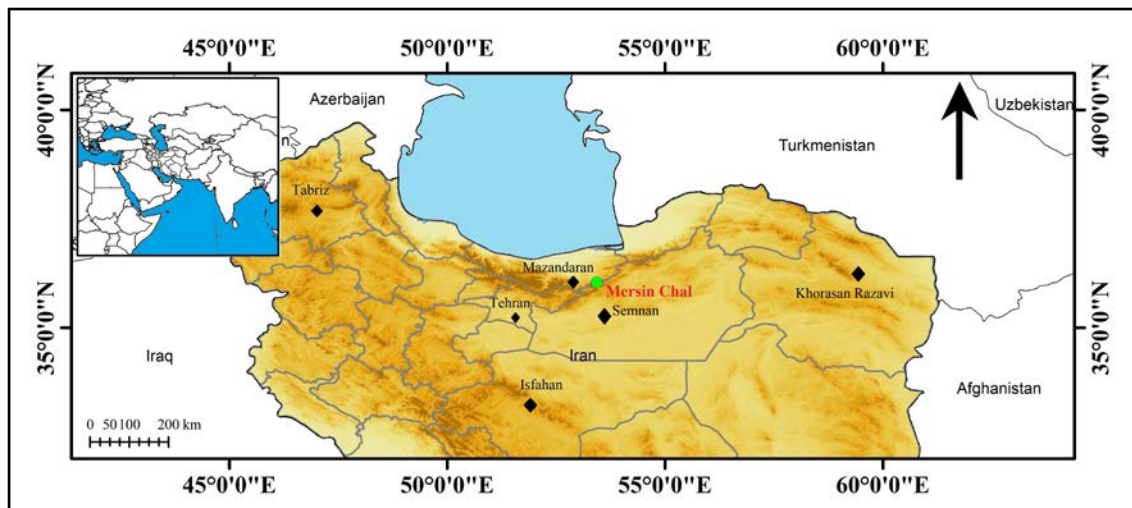 45°0'0"E 50°0'0"E 55°0'0"E 60°0'0"E
40°0'0"N
40°0'0"N
Azerbaijan
Uzbekistan
n
Turkmenistan
Tabriz
Mazandaran
Mersin Chal
Khorasan Razavi
Tehran
Semnan
35°0'0"N
35°0'0"N
Iraq
Iran
Isfahan
Afghanistan
0 50 100 200 km
45°0'0"E 50°0'0"E 55°0'0"E 60°0'0"E